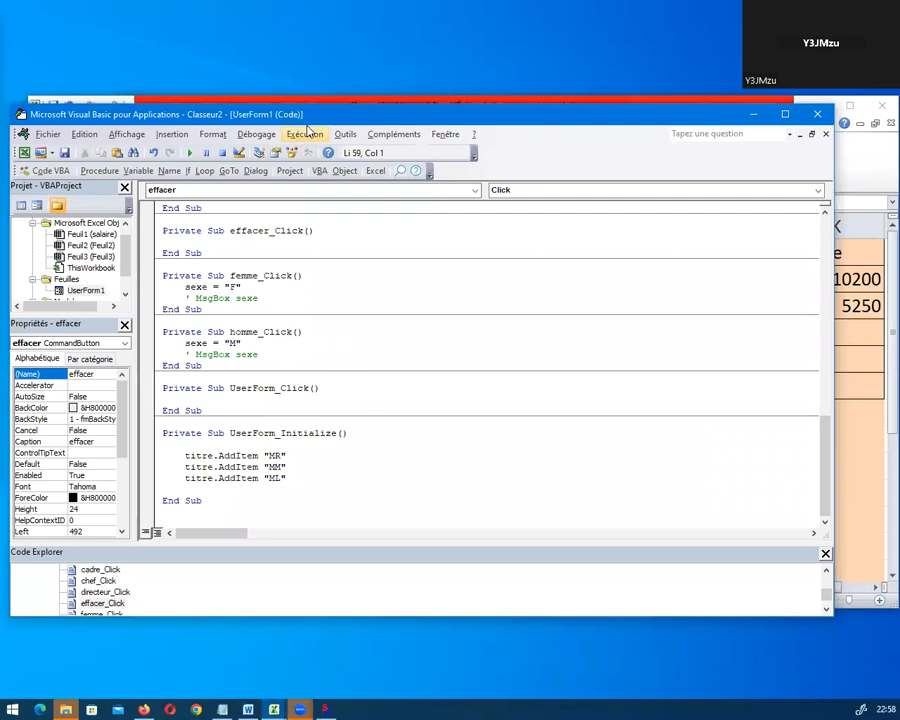 Y3JMzu
Y3JMzu
Microsoft Visual Basic pour Applications - Classeur2 - [UserForm1 (Code)]
Fichier Edition Affichage Insertion Format Débogage Exécution Outils Compléments Fenêtre ? Tapez une question
Li 59, Col 1
Code VBA Procedure Variable Name If Loop GoTo Dialog Project VBA Object Excel
Projet - VBAProject
effacer Click
Microsoft Excel Obj
Feuil1 (salaire)
Feuil2 (Feuil2)
Feuil3 (Feuil3)
ThisWorkbook
Feuilles
UserForm1
Propriétés - effacer
effacer CommandButton
Alphabétique Par catégorie
(Name) effacer
Accelerator
AutoSize False
BackColor &H800000
BackStyle 1 - fmBackSty
Cancel False
Caption effacer
ControlTipText
Default False
Enabled True
Font Tahoma
ForeColor &H800000
Height 24
HelpContextID 0
Left 492
End Sub
Private Sub effacer_Click()
End Sub
Private Sub femme_Click()
sexe = "F"
' MsgBox sexe
End Sub
Private Sub homme_Click()
sexe = "M"
' MsgBox sexe
End Sub
Private Sub UserForm_Click()
End Sub
Private Sub UserForm_Initialize()
titre.AddItem "MR"
titre.AddItem "MM"
titre.AddItem "ML"
End Sub
Code Explorer
cadre_Click
chef_Click
directeur_Click
effacer_Click
K
e
10200
5250
22:58